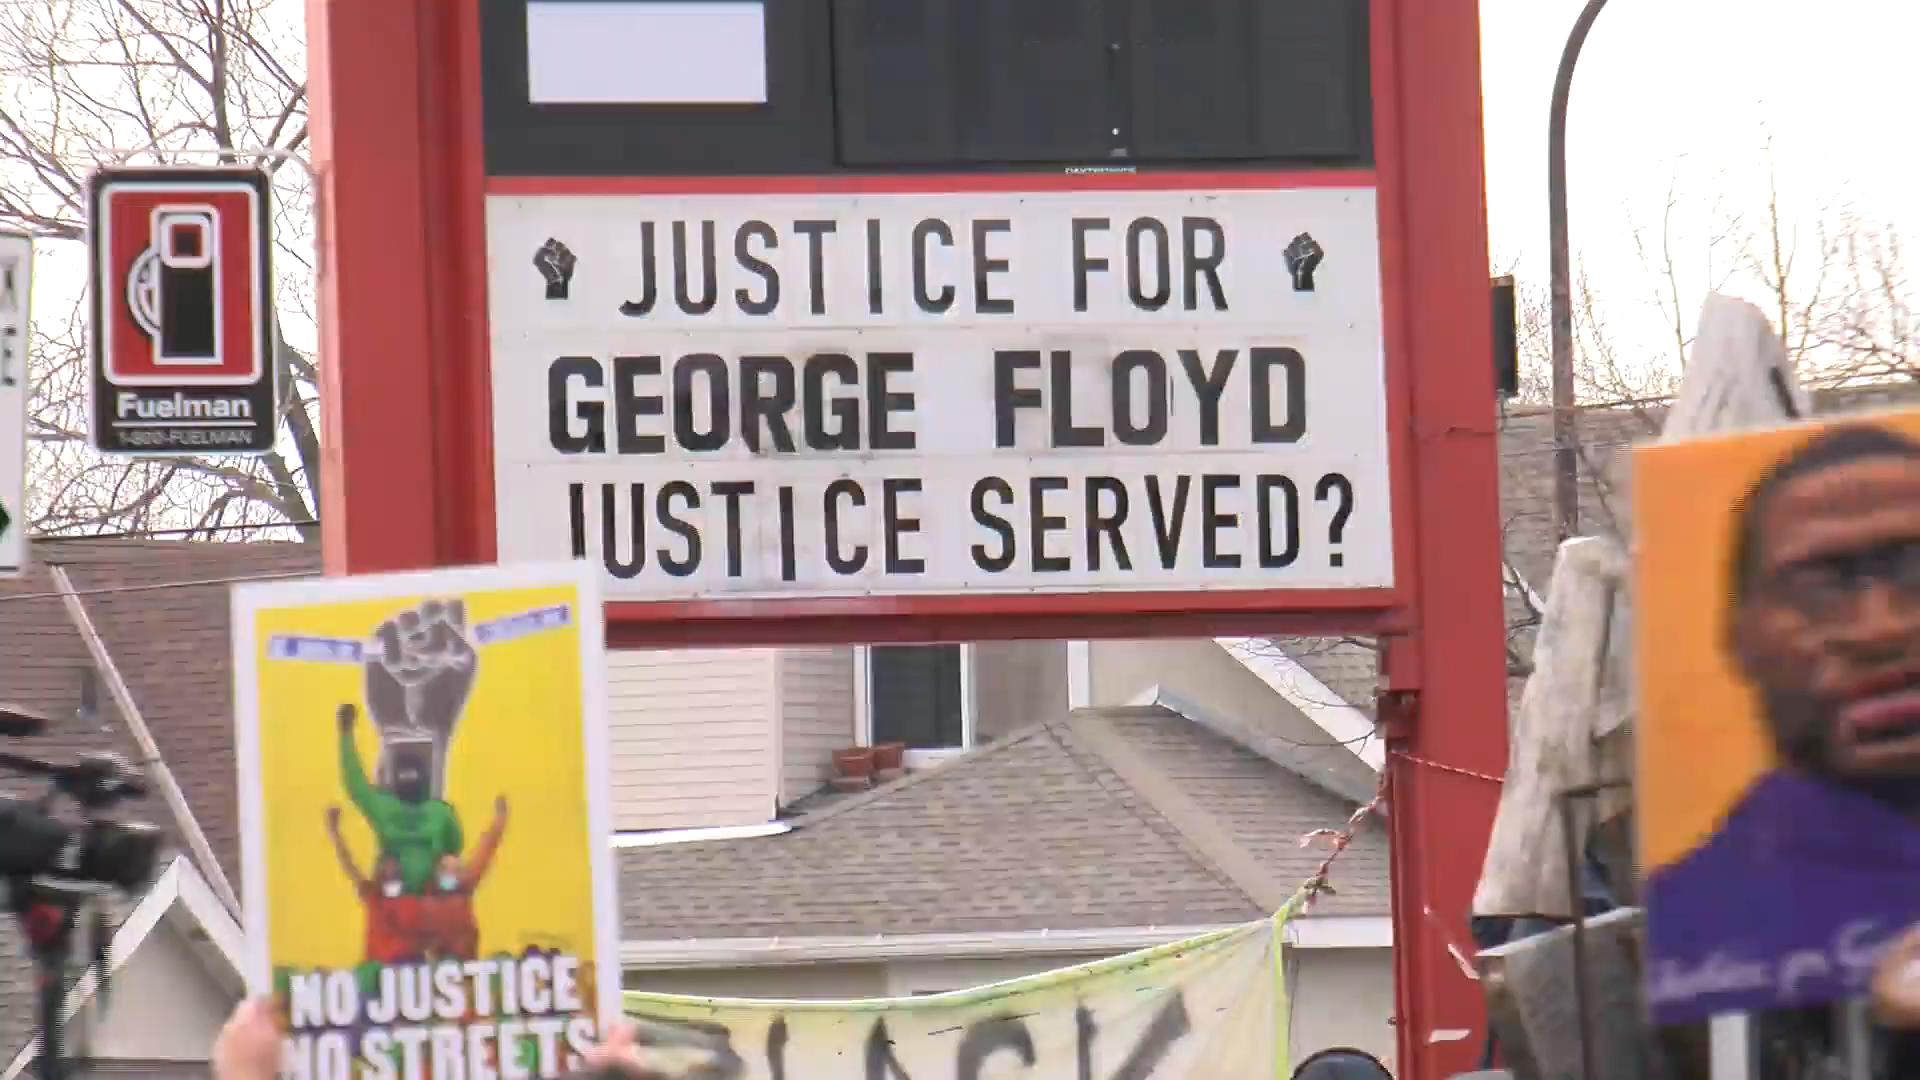 JUSTICE FOR
GEORGE FLOYD
JUSTICE SERVED?
Fuelman
1-800-FUELMAN
NO JUSTICE
NO STREETS